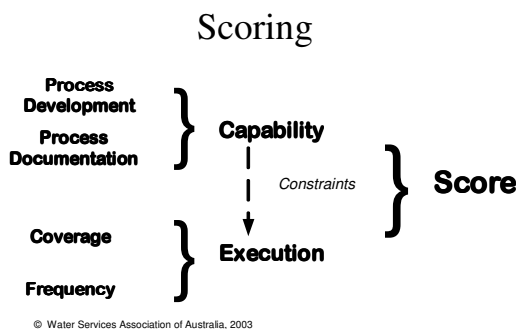 Scoring
Process
Development
Process
Documentation
Capability
Constraints
Score
Coverage
Execution
Frequency
© Water Services Association of Australia, 2003